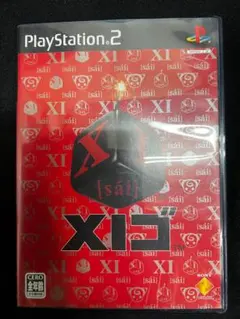 PlayStation®2
XI
[sái]
XIゴ
CERO
全年齢
SONY